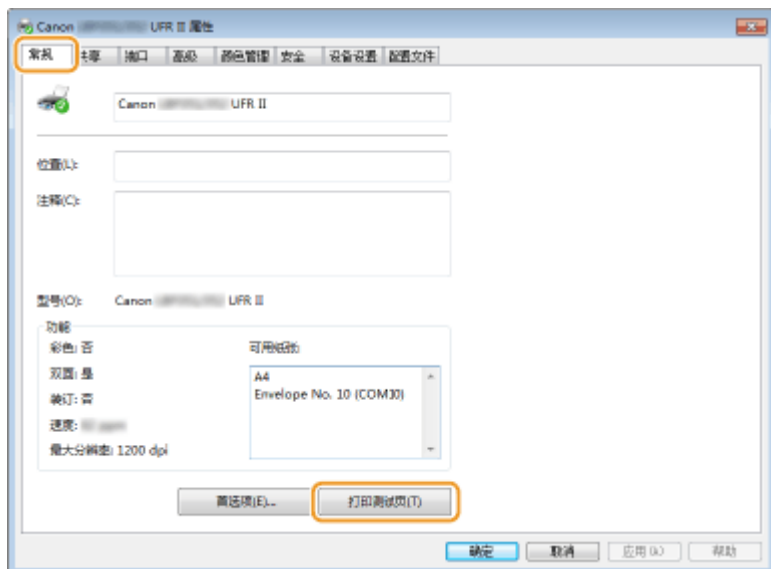 Canon UFR II 属性
常规 共享 端口 高级 颜色管理 安全 设备设置 配置文件
Canon UFR II
位置(L):
注释(C):
型号(O): Canon UFR II
功能
彩色: 否 可用纸张:
双面: 是 A4
装订: 否 Envelope No. 10 (COM10)
速度:
最大分辨率: 1200 dpi
首选项(E)... 打印测试页(T)
确定 取消 应用(A) 帮助